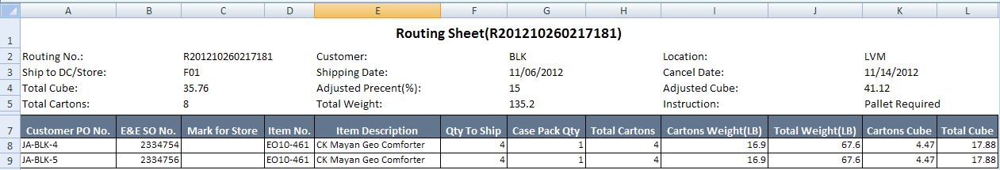 A B C D E F G H I J K L
1 Routing Sheet(R201210260217181)
2 Routing No.: R201210260217181 Customer: BLK Location: LVM
3 Ship to DC/Store: F01 Shipping Date: 11/06/2012 Cancel Date: 11/14/2012
4 Total Cube: 35.76 Adjusted Precent(%): 15 Adjusted Cube: 41.12
5 Total Cartons: 8 Total Weight: 135.2 Instruction: Pallet Required
7 Customer PO No. E&E SO No. Mark for Store Item No. Item Description Qty To Ship Case Pack Qty Total Cartons Cartons Weight(LB) Total Weight(LB) Cartons Cube Total Cube
8 JA-BLK-4 2334754 EO10-461 CK Mayan Geo Comforter 4 1 4 16.9 67.6 4.47 17.88
9 JA-BLK-5 2334756 EO10-461 CK Mayan Geo Comforter 4 1 4 16.9 67.6 4.47 17.88